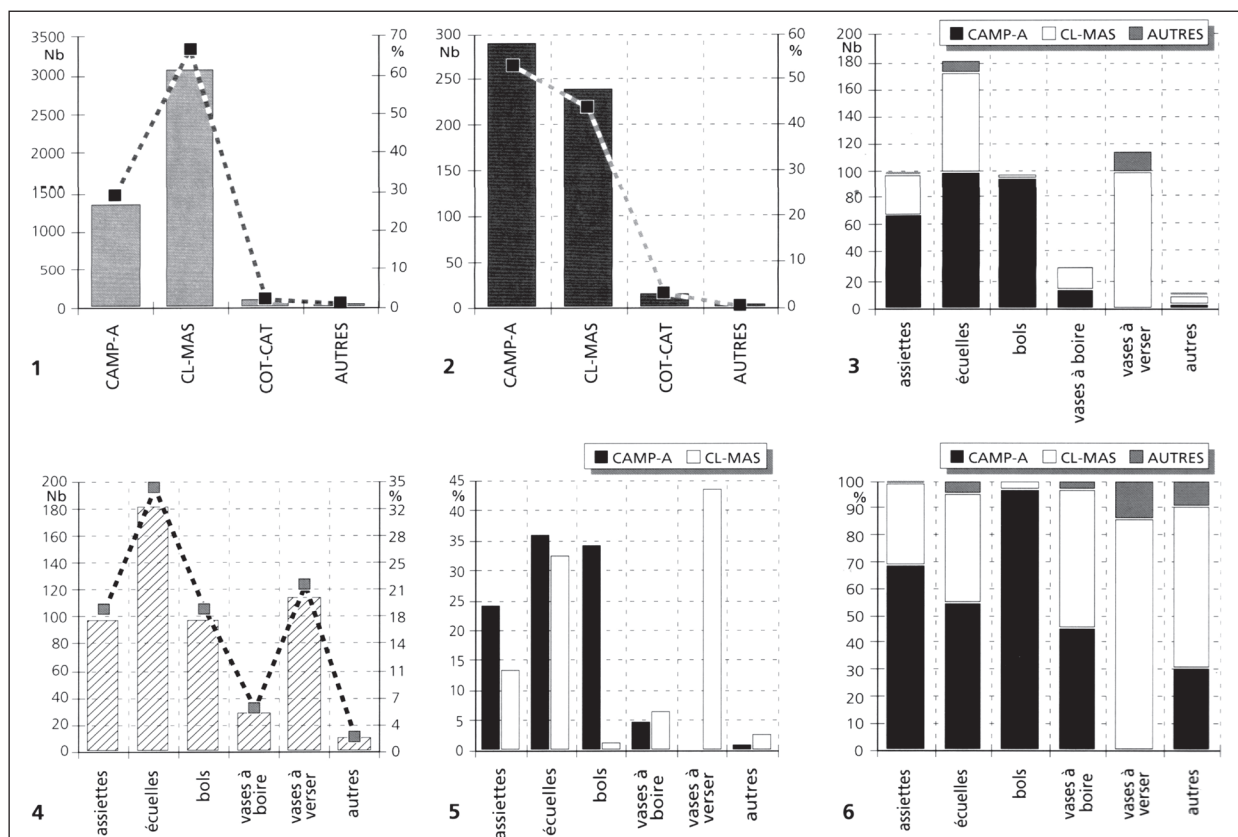 3500
Nb
3000
2500
2000
1500
1000
500
0
70
%
60
50
40
30
20
10
0
CAMP-A
CL-MAS
COT-CAT
AUTRES
1
300
Nb
250
200
150
100
50
0
60
%
50
40
30
20
10
0
CAMP-A
CL-MAS
COT-CAT
AUTRES
2
CAMP-A CL-MAS AUTRES
200
Nb
180
160
140
120
100
80
60
40
20
0
assiettes
écuelles
bols
vases à boire
vases à
verser
autres
3
200
Nb
180
160
140
120
100
80
60
40
20
0
35
%
32
28
25
21
18
14
11
7
4
0
assiettes
écuelles
bols
vases à
boire
vases à
verser
autres
4
CAMP-A CL-MAS
45
%
40
35
30
25
20
15
10
5
0
assiettes
écuelles
bols
vases à
boire
vases à
verser
autres
5
CAMP-A CL-MAS AUTRES
100
%
90
80
70
60
50
40
30
20
10
0
assiettes
écuelles
bols
vases à
boire
vases à
verser
autres
6